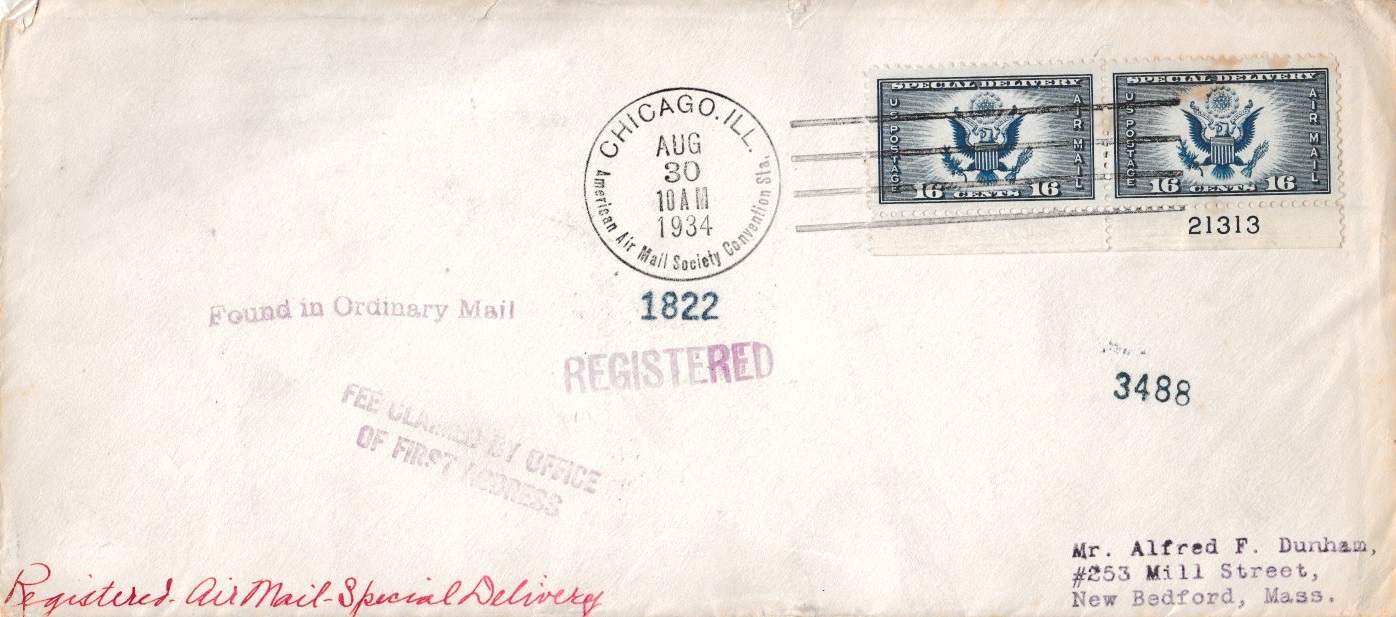 CHICAGO, ILL.
AUG
30
10 AM
1934
American Air Mail Society Convention Sta.
SPECIAL DELIVERY
U S POSTAGE
AIR MAIL
16 CENTS 16
SPECIAL DELIVERY
U S POSTAGE
AIR MAIL
16 CENTS 16
21313
1822
Found in Ordinary Mail
REGISTERED
3488
FEE CLAIMED BY OFFICE
OF FIRST ADDRESS
Mr. Alfred F. Dunham,
#253 Mill Street,
New Bedford, Mass.
Registered- Air Mail-Special Delivery